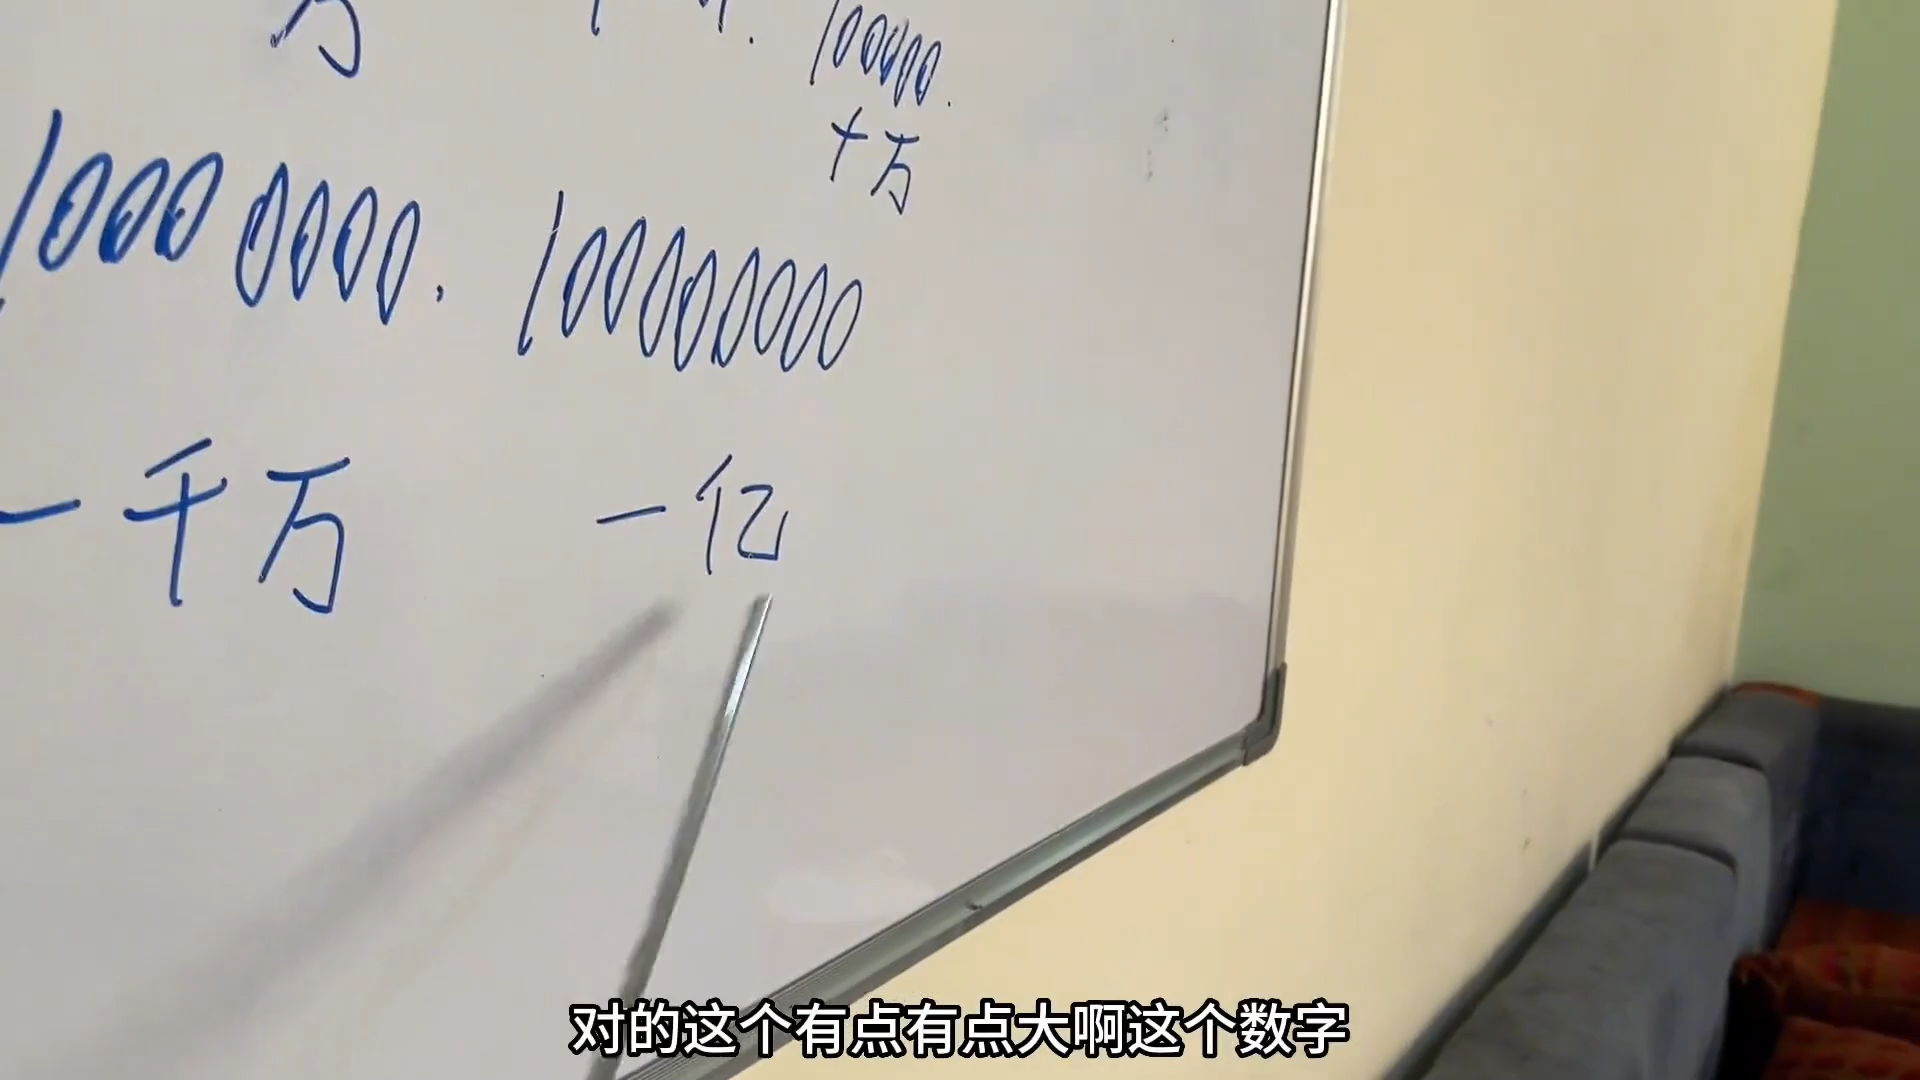 万
100000.
十万
1000 0000.
100000000
一千万
一亿
对的这个有点有点大啊这个数字